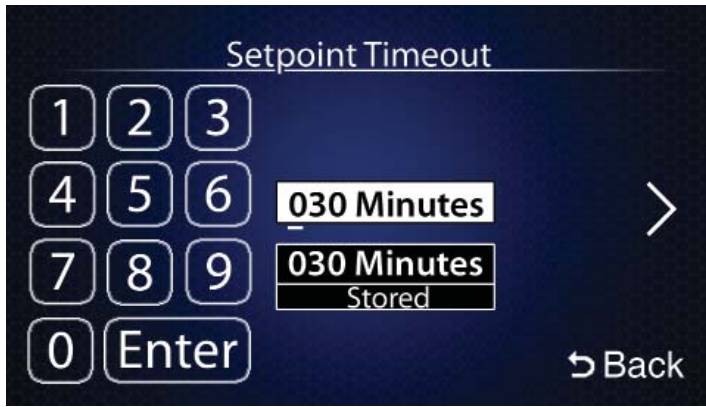 Setpoint Timeout
1 2 3
4 5 6
030 Minutes
7 8 9
030 Minutes
Stored
0 Enter
Back